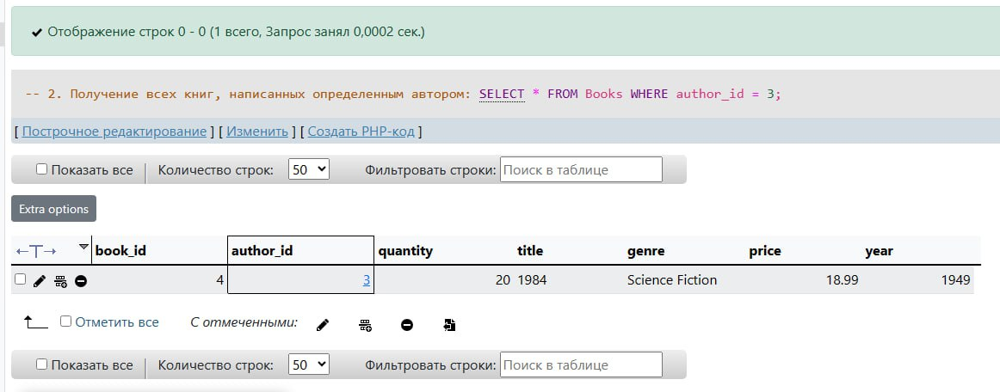 Отображение строк 0 - 0 (1 всего, Запрос занял 0,0002 сек.)
-- 2. Получение всех книг, написанных определенным автором: SELECT * FROM Books WHERE author_id = 3;
[ Построчное редактирование ] [ Изменить ] [ Создать PHP-код ]
Показать все Количество строк: 50 Фильтровать строки: Поиск в таблице
Extra options
←T→ book_id author_id quantity title genre price year
4 3 20 1984 Science Fiction 18.99 1949
Отметить все С отмеченными:
Показать все Количество строк: 50 Фильтровать строки: Поиск в таблице